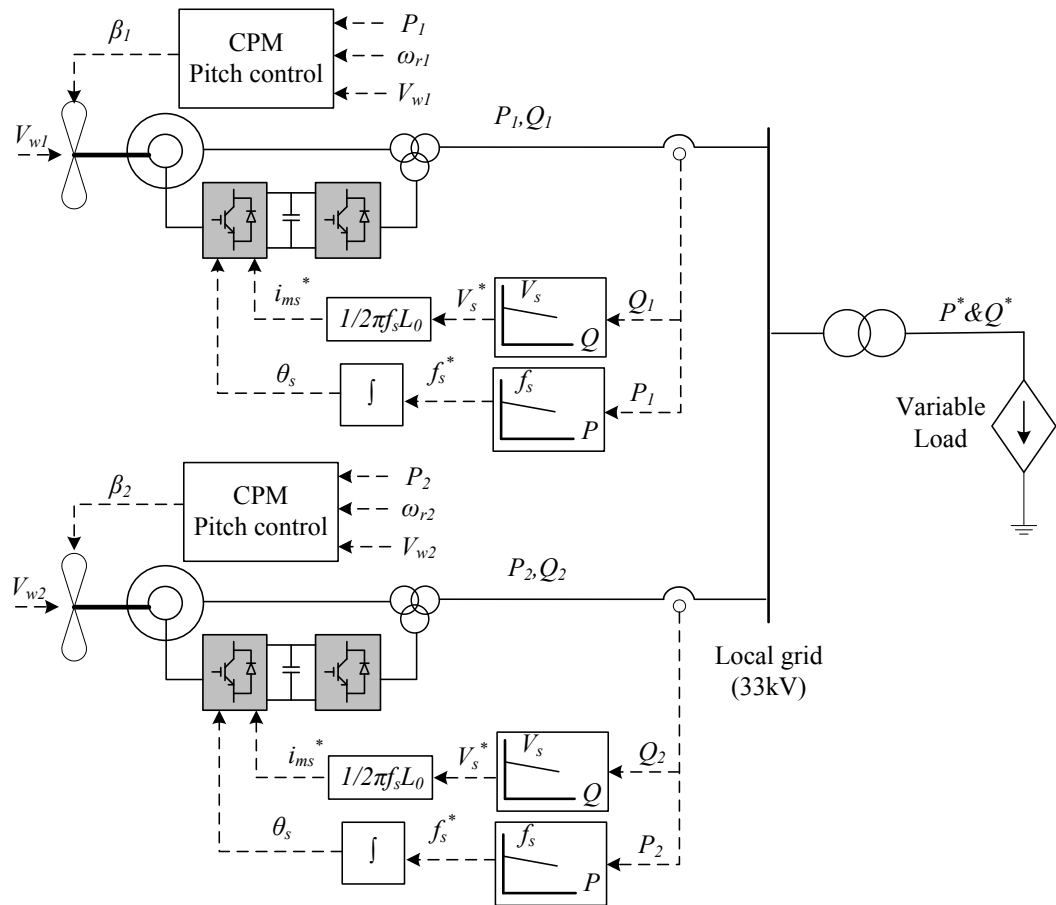 β1
CPM
Pitch control
P1
ωr1
Vw1
Vw1
P1,Q1
ims*
1/2πfsL0
Vs*
Vs
Q
Q1
θs
∫
fs*
fs
P
P1
P*&Q*
Variable
Load
β2
CPM
Pitch control
P2
ωr2
Vw2
Vw2
P2,Q2
Local grid
(33kV)
ims*
1/2πfsL0
Vs*
Vs
Q
Q2
θs
∫
fs*
fs
P
P2